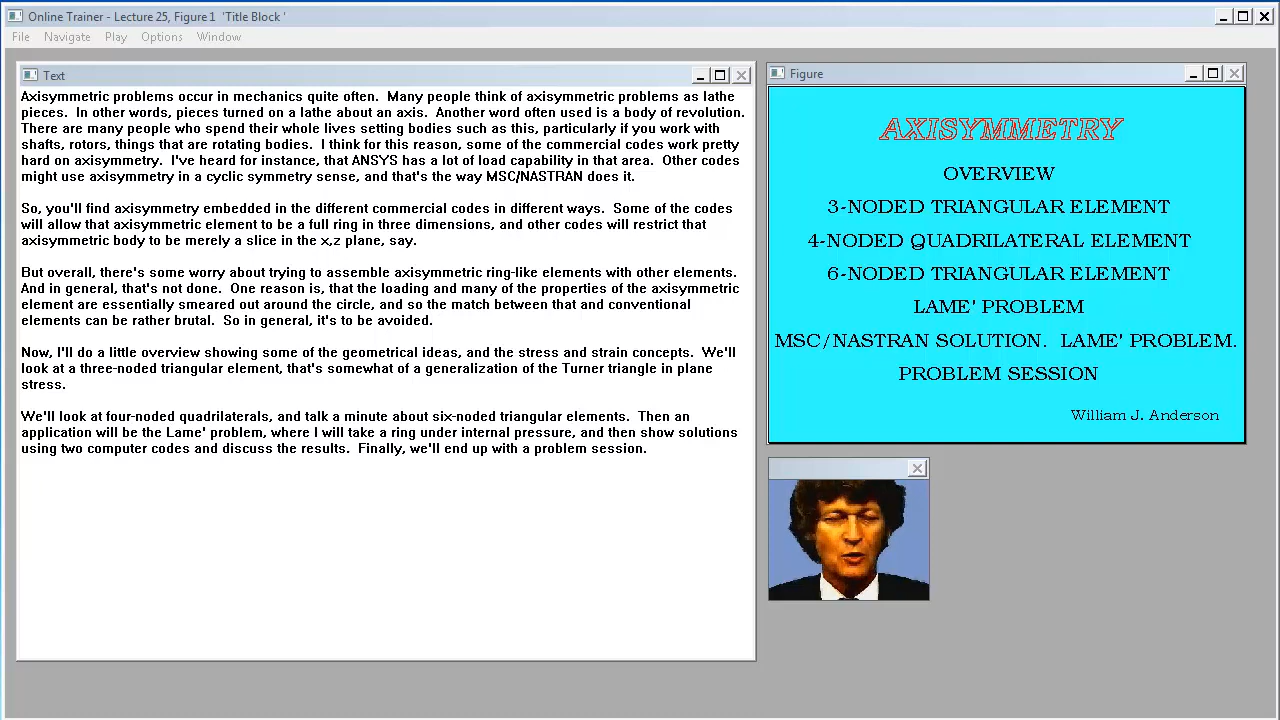 Online Trainer - Lecture 25, Figure 1 'Title Block '
File Navigate Play Options Window
Text
Axisymmetric problems occur in mechanics quite often. Many people think of axisymmetric problems as lathe
pieces. In other words, pieces turned on a lathe about an axis. Another word often used is a body of revolution.
There are many people who spend their whole lives setting bodies such as this, particularly if you work with
shafts, rotors, things that are rotating bodies. I think for this reason, some of the commercial codes work pretty
hard on axisymmetry. I've heard for instance, that ANSYS has a lot of load capability in that area. Other codes
might use axisymmetry in a cyclic symmetry sense, and that's the way MSC/NASTRAN does it.
So, you'll find axisymmetry embedded in the different commercial codes in different ways. Some of the codes
will allow that axisymmetric element to be a full ring in three dimensions, and other codes will restrict that
axisymmetric body to be merely a slice in the x,z plane, say.
But overall, there's some worry about trying to assemble axisymmetric ring-like elements with other elements.
And in general, that's not done. One reason is, that the loading and many of the properties of the axisymmetric
element are essentially smeared out around the circle, and so the match between that and conventional
elements can be rather brutal. So in general, it's to be avoided.
Now, I'll do a little overview showing some of the geometrical ideas, and the stress and strain concepts. We'll
look at a three-noded triangular element, that's somewhat of a generalization of the Turner triangle in plane
stress.
We'll look at four-noded quadrilaterals, and talk a minute about six-noded triangular elements. Then an
application will be the Lame' problem, where I will take a ring under internal pressure, and then show solutions
using two computer codes and discuss the results. Finally, we'll end up with a problem session.
Figure
AXISYMMETRY
OVERVIEW
3-NODED TRIANGULAR ELEMENT
4-NODED QUADRILATERAL ELEMENT
6-NODED TRIANGULAR ELEMENT
LAME' PROBLEM
MSC/NASTRAN SOLUTION. LAME' PROBLEM.
PROBLEM SESSION
William J. Anderson